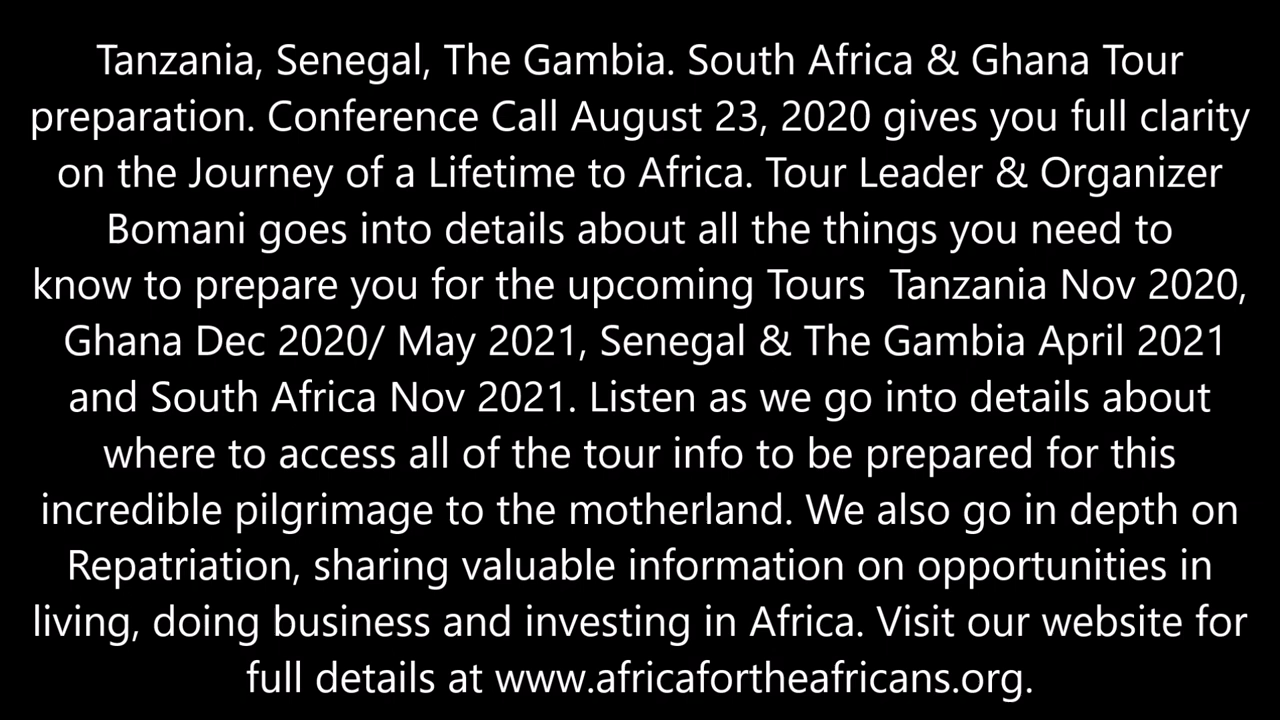 Tanzania, Senegal, The Gambia. South Africa & Ghana Tour
preparation. Conference Call August 23, 2020 gives you full clarity
on the Journey of a Lifetime to Africa. Tour Leader & Organizer
Bomani goes into details about all the things you need to
know to prepare you for the upcoming Tours  Tanzania Nov 2020,
Ghana Dec 2020/ May 2021, Senegal & The Gambia April 2021
and South Africa Nov 2021. Listen as we go into details about
where to access all of the tour info to be prepared for this
incredible pilgrimage to the motherland. We also go in depth on
Repatriation, sharing valuable information on opportunities in
living, doing business and investing in Africa. Visit our website for
full details at www.africafortheafricans.org.